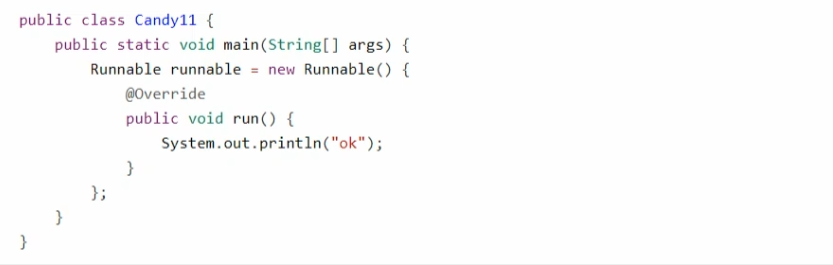 public class Candy11 {
    public static void main(String[] args) {
        Runnable runnable = new Runnable() {
            @Override
            public void run() {
                System.out.println("ok");
            }
        };
    }
}